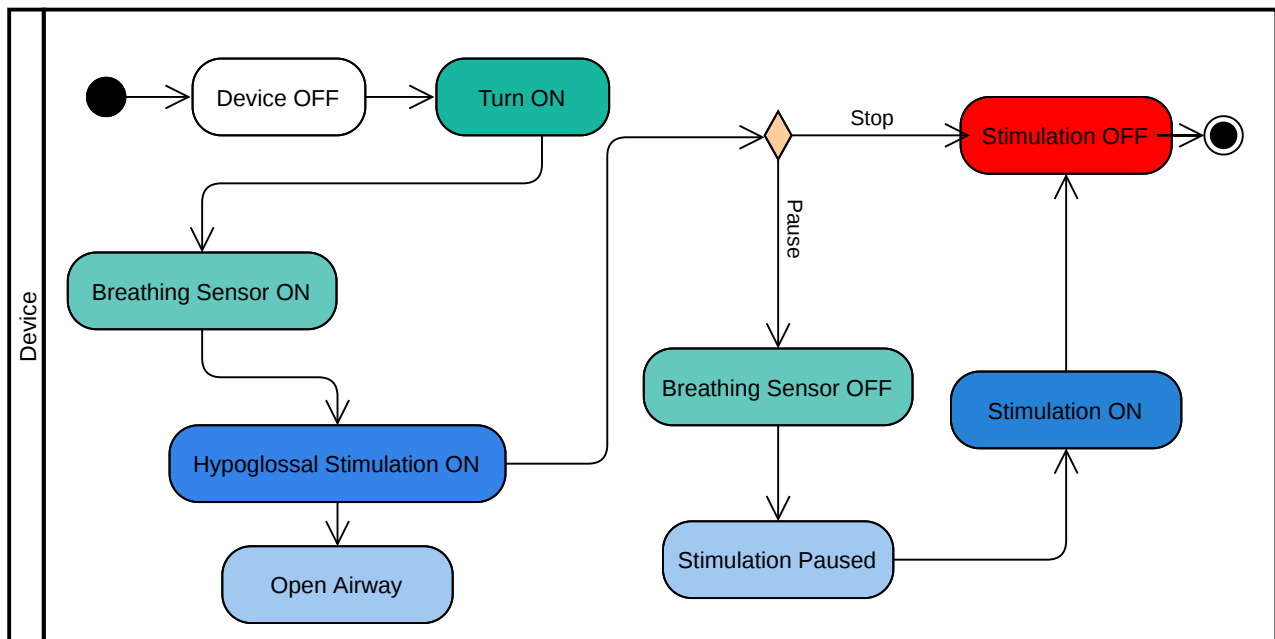 Device
Device OFF
Turn ON
Breathing Sensor ON
Hypoglossal Stimulation ON
Open Airway
Stop
Pause
Stimulation OFF
Breathing Sensor OFF
Stimulation Paused
Stimulation ON